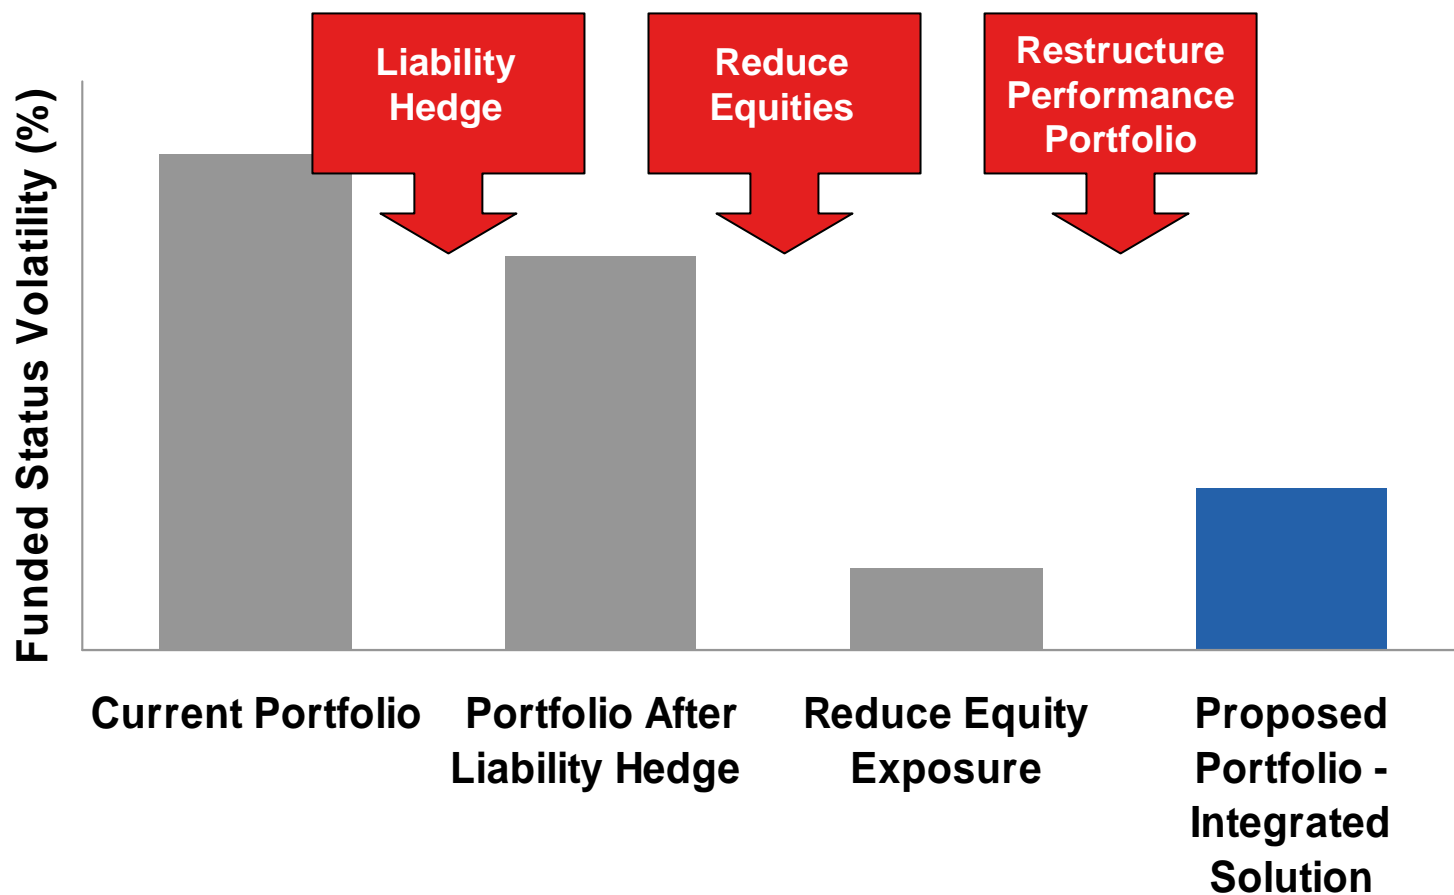 Liability
Hedge
Reduce
Equities
Restructure
Performance
Portfolio
Funded Status Volatility (%)
Current Portfolio
Portfolio After
Liability Hedge
Reduce Equity
Exposure
Proposed
Portfolio -
Integrated
Solution